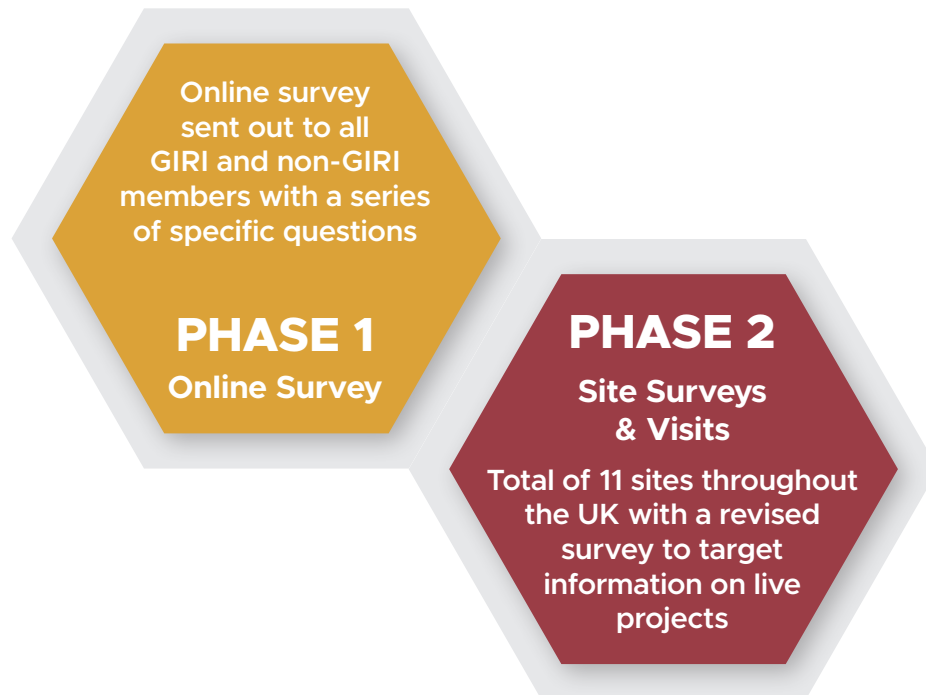 Online survey
sent out to all
GIRI and non-GIRI
members with a series
of specific questions
PHASE 1
Online Survey
PHASE 2
Site Surveys
& Visits
Total of 11 sites throughout
the UK with a revised
survey to target
information on live
projects